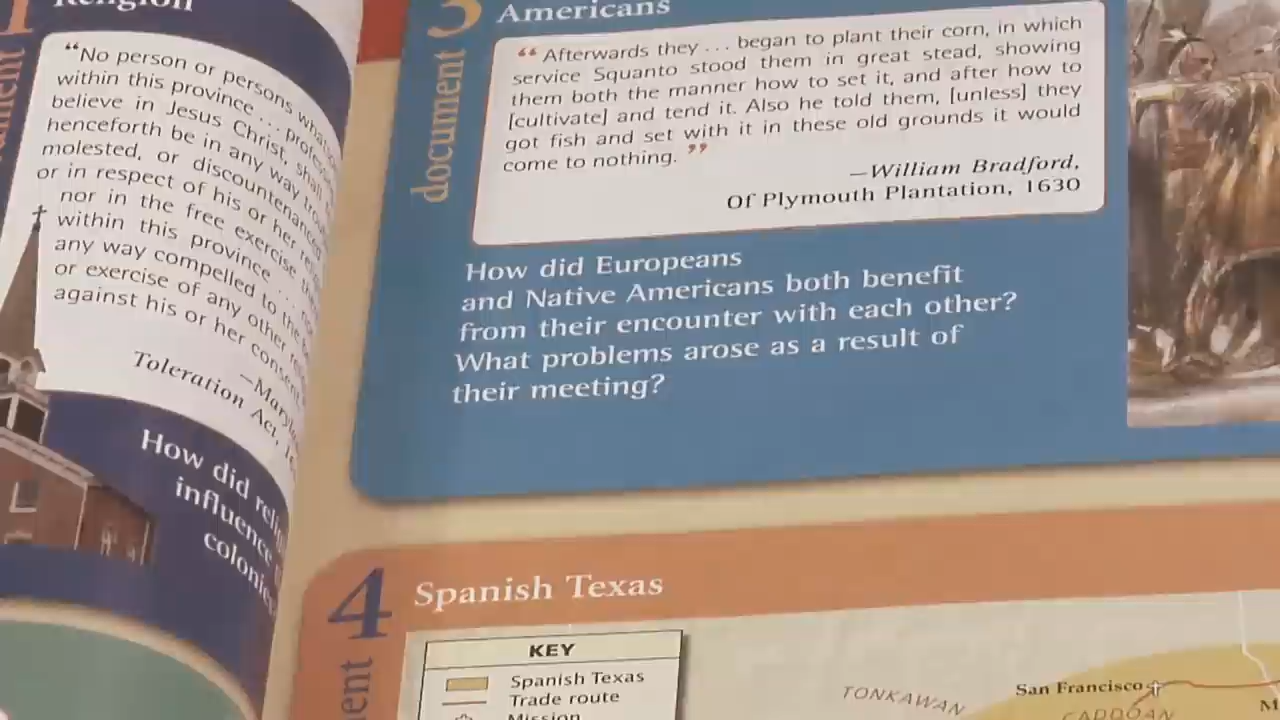 Religion
“No person or persons
within this province ...
believe in Jesus Christ, shall
henceforth be in any way
molested, or discountenanced
or in respect of his or her
nor in the free exercise
within this province ...
any way compelled to the
or exercise of any other
against his or her consent
Toleration Act,
How did
influence
3
Americans
document
“ Afterwards they ... began to plant their corn, in which
service Squanto stood them in great stead, showing
them both the manner how to set it, and after how to
[cultivate] and tend it. Also he told them, [unless] they
got fish and set with it in these old grounds it would
come to nothing. ”
—William Bradford,
Of Plymouth Plantation, 1630
How did Europeans
and Native Americans both benefit
from their encounter with each other?
What problems arose as a result of
their meeting?
4
Spanish Texas
KEY
Spanish Texas
Trade route
Mission
TONKAWAN
San Francisco
CADDOAN